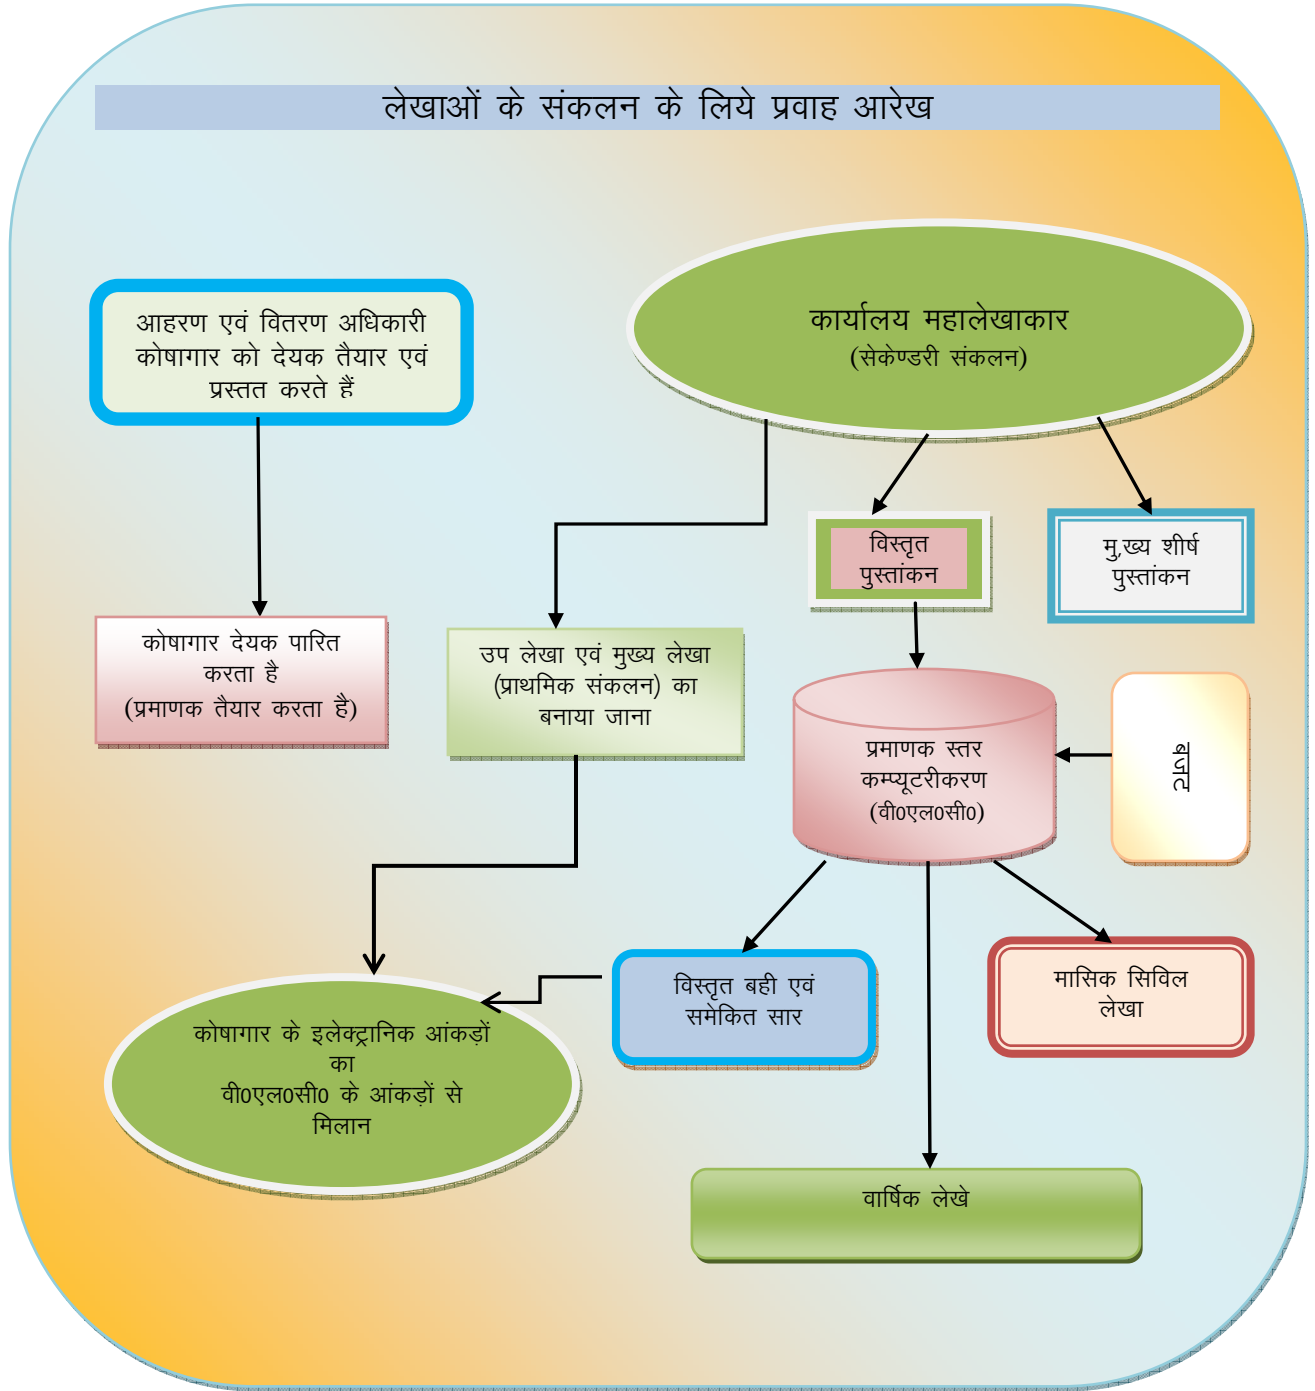 लेखाओं के संकलन के लिये प्रवाह आरेख
आहरण एवं वितरण अधिकारी
कोषागार को देयक तैयार एवं
प्रस्तत करते हैं
कार्यालय महालेखाकार
(सेकेण्डरी संकलन)
विस्तृत
पुस्तांकन
मु,ख्य शीर्ष
पुस्तांकन
कोषागार देयक पारित
करता है
(प्रमाणक तैयार करता है)
उप लेखा एवं मुख्य लेखा
(प्राथमिक संकलन) का
बनाया जाना
प्रमाणक स्तर
कम्प्यूटरीकरण
(वी0एल0सी0)
बजट
विस्तृत बही एवं
समेकित सार
मासिक सिविल
लेखा
कोषागार के इलेक्ट्रानिक आंकड़ों
का
वी0एल0सी0 के आंकड़ों से
मिलान
वार्षिक लेखे